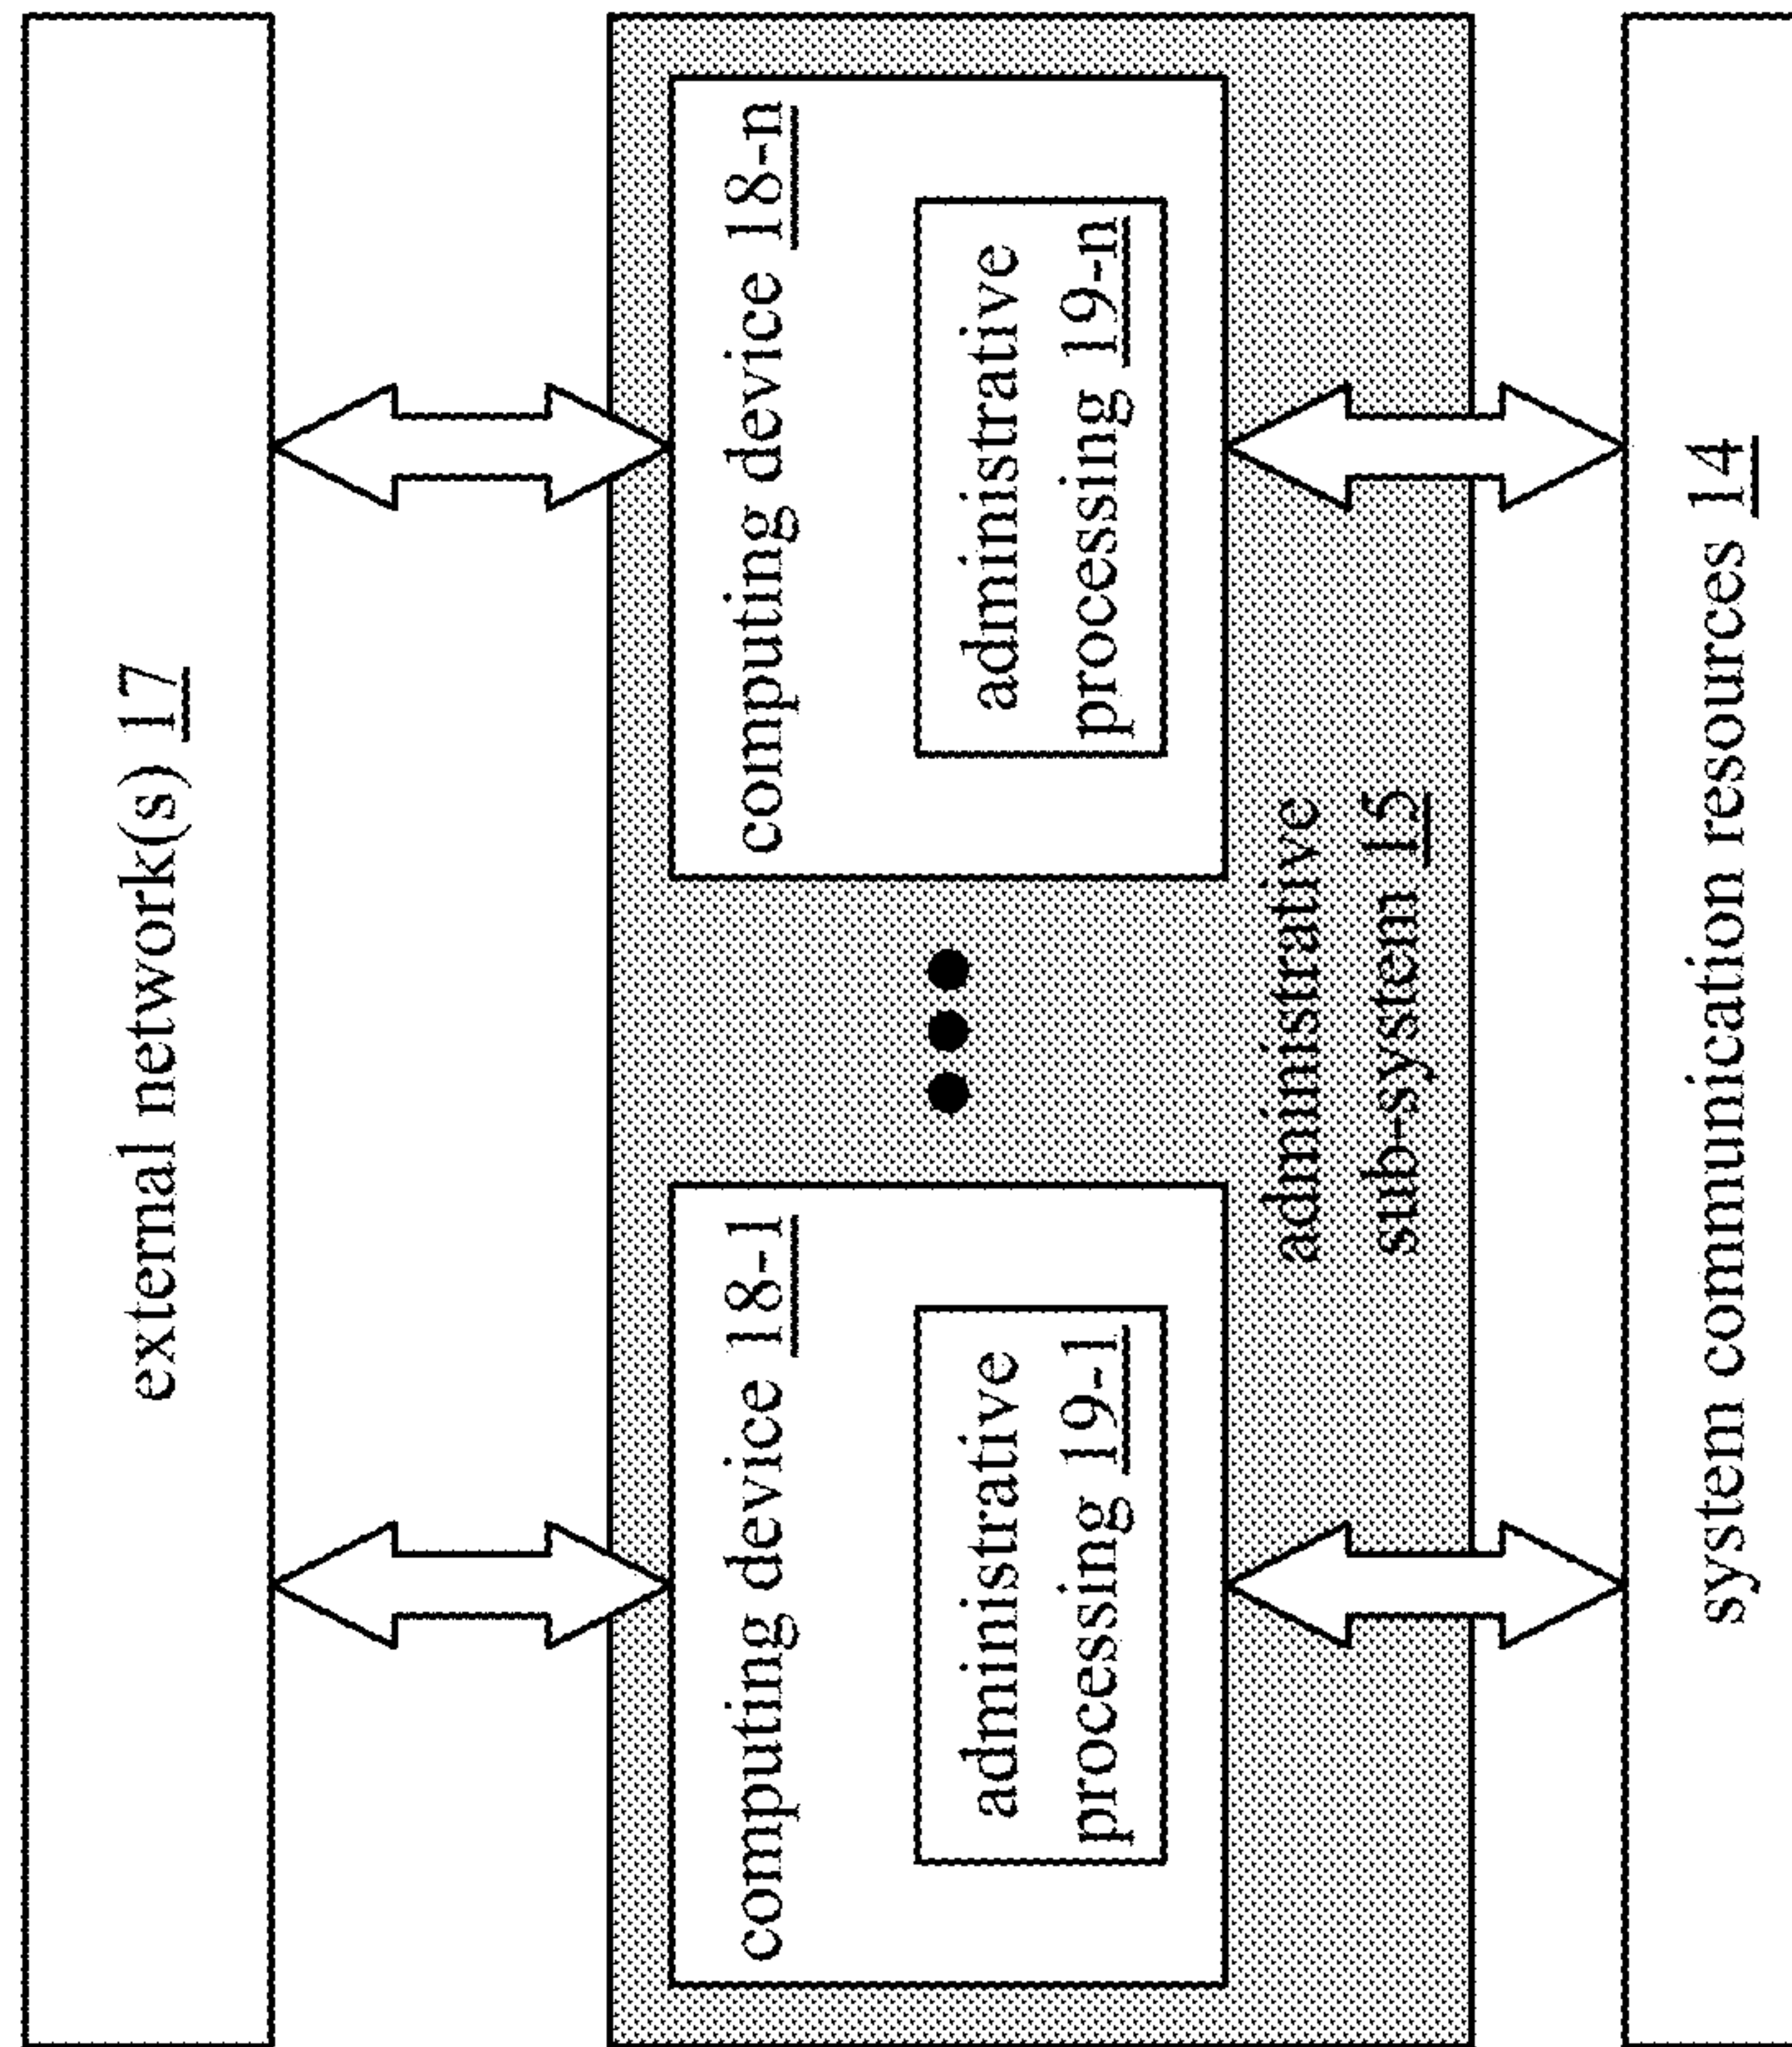 external network(s) 17
computing device 18-1
administrative
processing 19-1
computing device 18-n
administrative
processing 19-n
administrative
sub-system 15
system communication resources 14